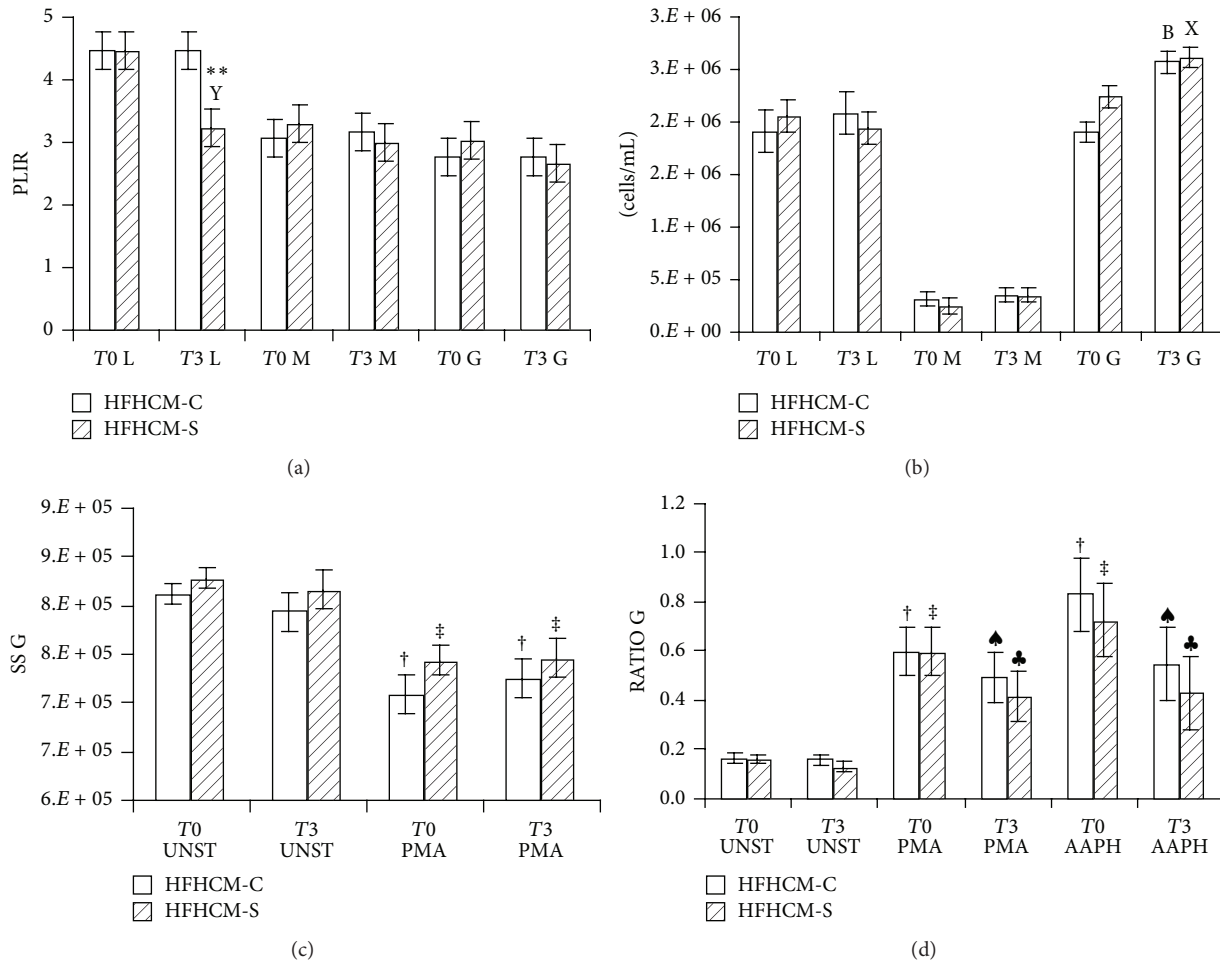 5
4
3
2
1
0
PLIR
**
Y
T0 L
T3 L
T0 M
T3 M
T0 G
T3 G
HFHCM-C
HFHCM-S
(a)
3.E + 06
3.E + 06
2.E + 06
2.E + 06
1.E + 06
5.E + 05
0.E + 00
(cells/mL)
B
X
T0 L
T3 L
T0 M
T3 M
T0 G
T3 G
HFHCM-C
HFHCM-S
(b)
9.E + 05
9.E + 05
8.E + 05
8.E + 05
7.E + 05
7.E + 05
6.E + 05
SS G
†
‡
†
‡
T0
UNST
T3
UNST
T0
PMA
T3
PMA
HFHCM-C
HFHCM-S
(c)
1.2
1.0
0.8
0.6
0.4
0.2
0.0
RATIO G
†
‡
♠
♣
†
‡
♠
♣
T0
UNST
T3
UNST
T0
PMA
T3
PMA
T0
AAPH
T3
AAPH
HFHCM-C
HFHCM-S
(d)